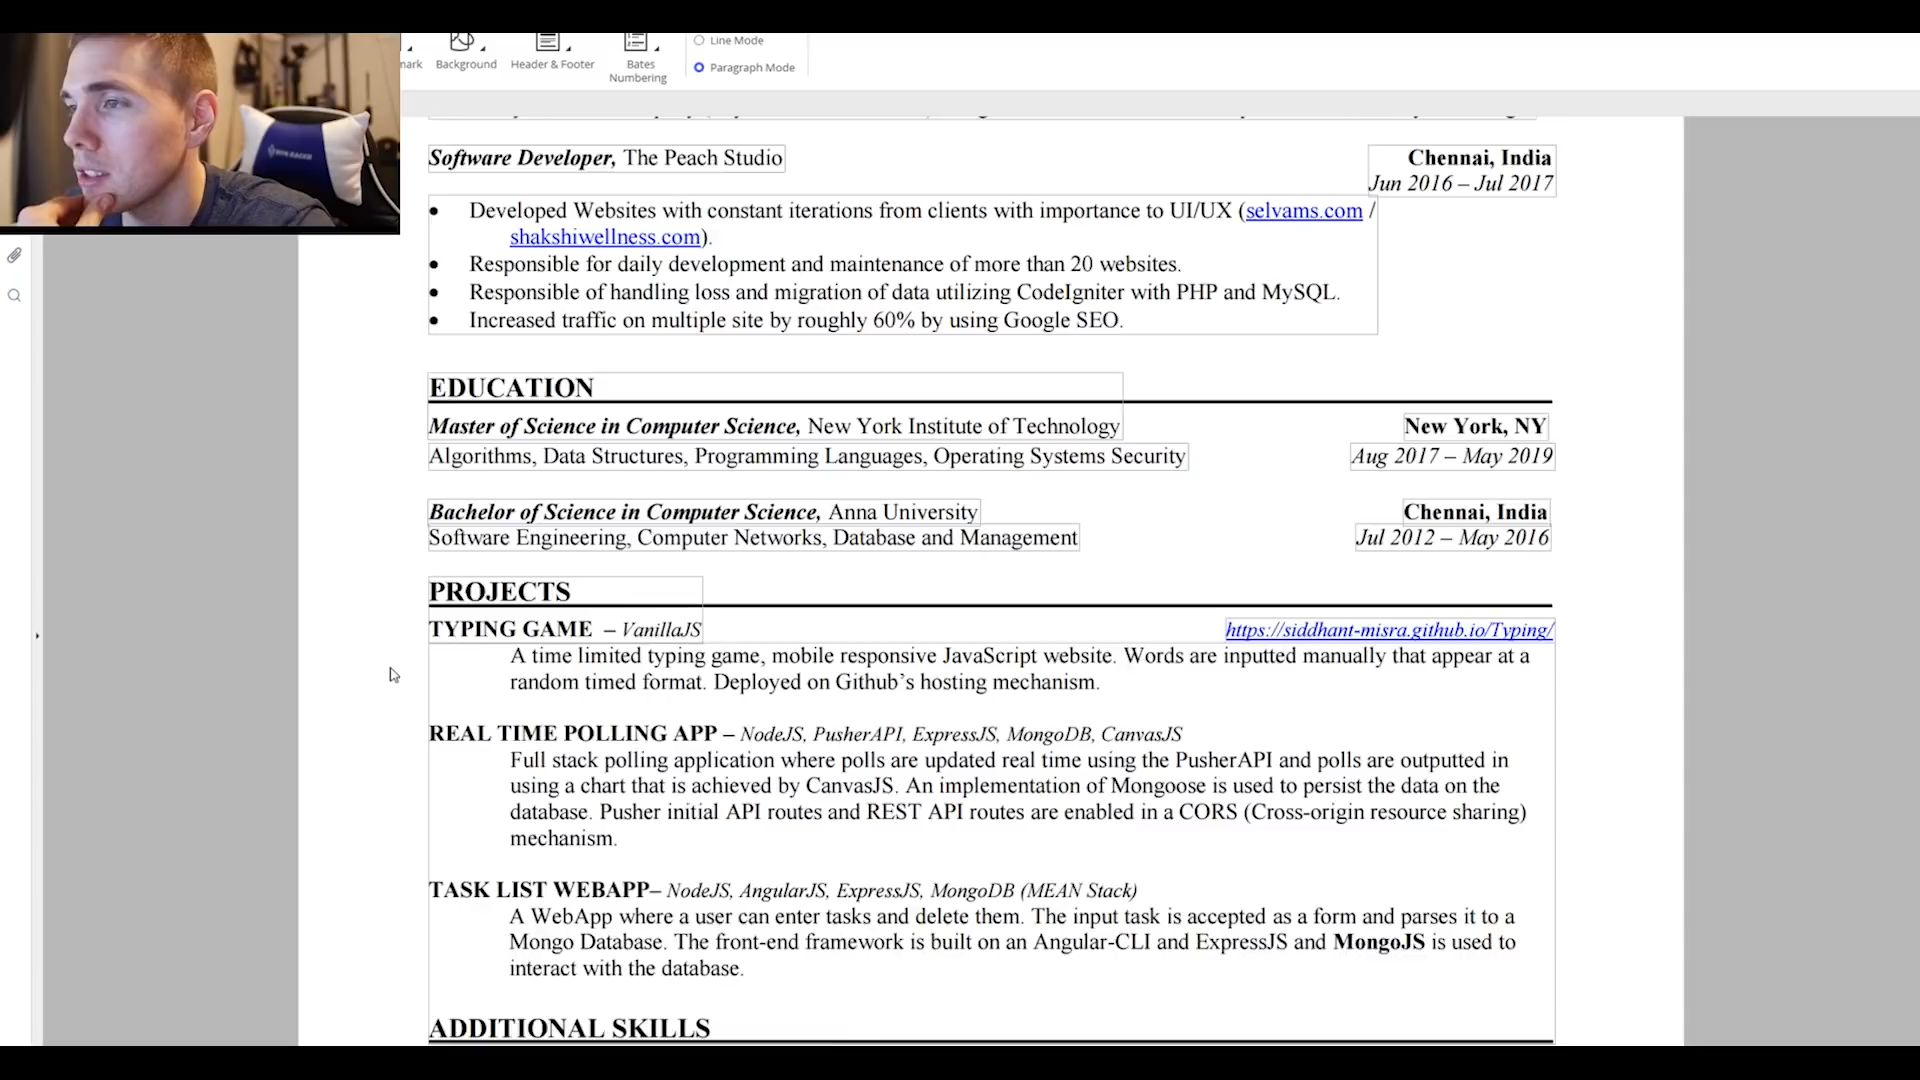 Line Mode
mark Background Header & Footer Bates Numbering Paragraph Mode
Software Developer, The Peach Studio Chennai, India
Jun 2016 – Jul 2017
• Developed Websites with constant iterations from clients with importance to UI/UX (selvams.com /
shakshiwellness.com).
• Responsible for daily development and maintenance of more than 20 websites.
• Responsible of handling loss and migration of data utilizing CodeIgniter with PHP and MySQL.
• Increased traffic on multiple site by roughly 60% by using Google SEO.
EDUCATION
Master of Science in Computer Science, New York Institute of Technology New York, NY
Algorithms, Data Structures, Programming Languages, Operating Systems Security Aug 2017 – May 2019
Bachelor of Science in Computer Science, Anna University Chennai, India
Software Engineering, Computer Networks, Database and Management Jul 2012 – May 2016
PROJECTS
TYPING GAME – VanillaJS https://siddhant-misra.github.io/Typing/
A time limited typing game, mobile responsive JavaScript website. Words are inputted manually that appear at a
random timed format. Deployed on Github’s hosting mechanism.
REAL TIME POLLING APP – NodeJS, PusherAPI, ExpressJS, MongoDB, CanvasJS
Full stack polling application where polls are updated real time using the PusherAPI and polls are outputted in
using a chart that is achieved by CanvasJS. An implementation of Mongoose is used to persist the data on the
database. Pusher initial API routes and REST API routes are enabled in a CORS (Cross-origin resource sharing)
mechanism.
TASK LIST WEBAPP– NodeJS, AngularJS, ExpressJS, MongoDB (MEAN Stack)
A WebApp where a user can enter tasks and delete them. The input task is accepted as a form and parses it to a
Mongo Database. The front-end framework is built on an Angular-CLI and ExpressJS and MongoJS is used to
interact with the database.
ADDITIONAL SKILLS